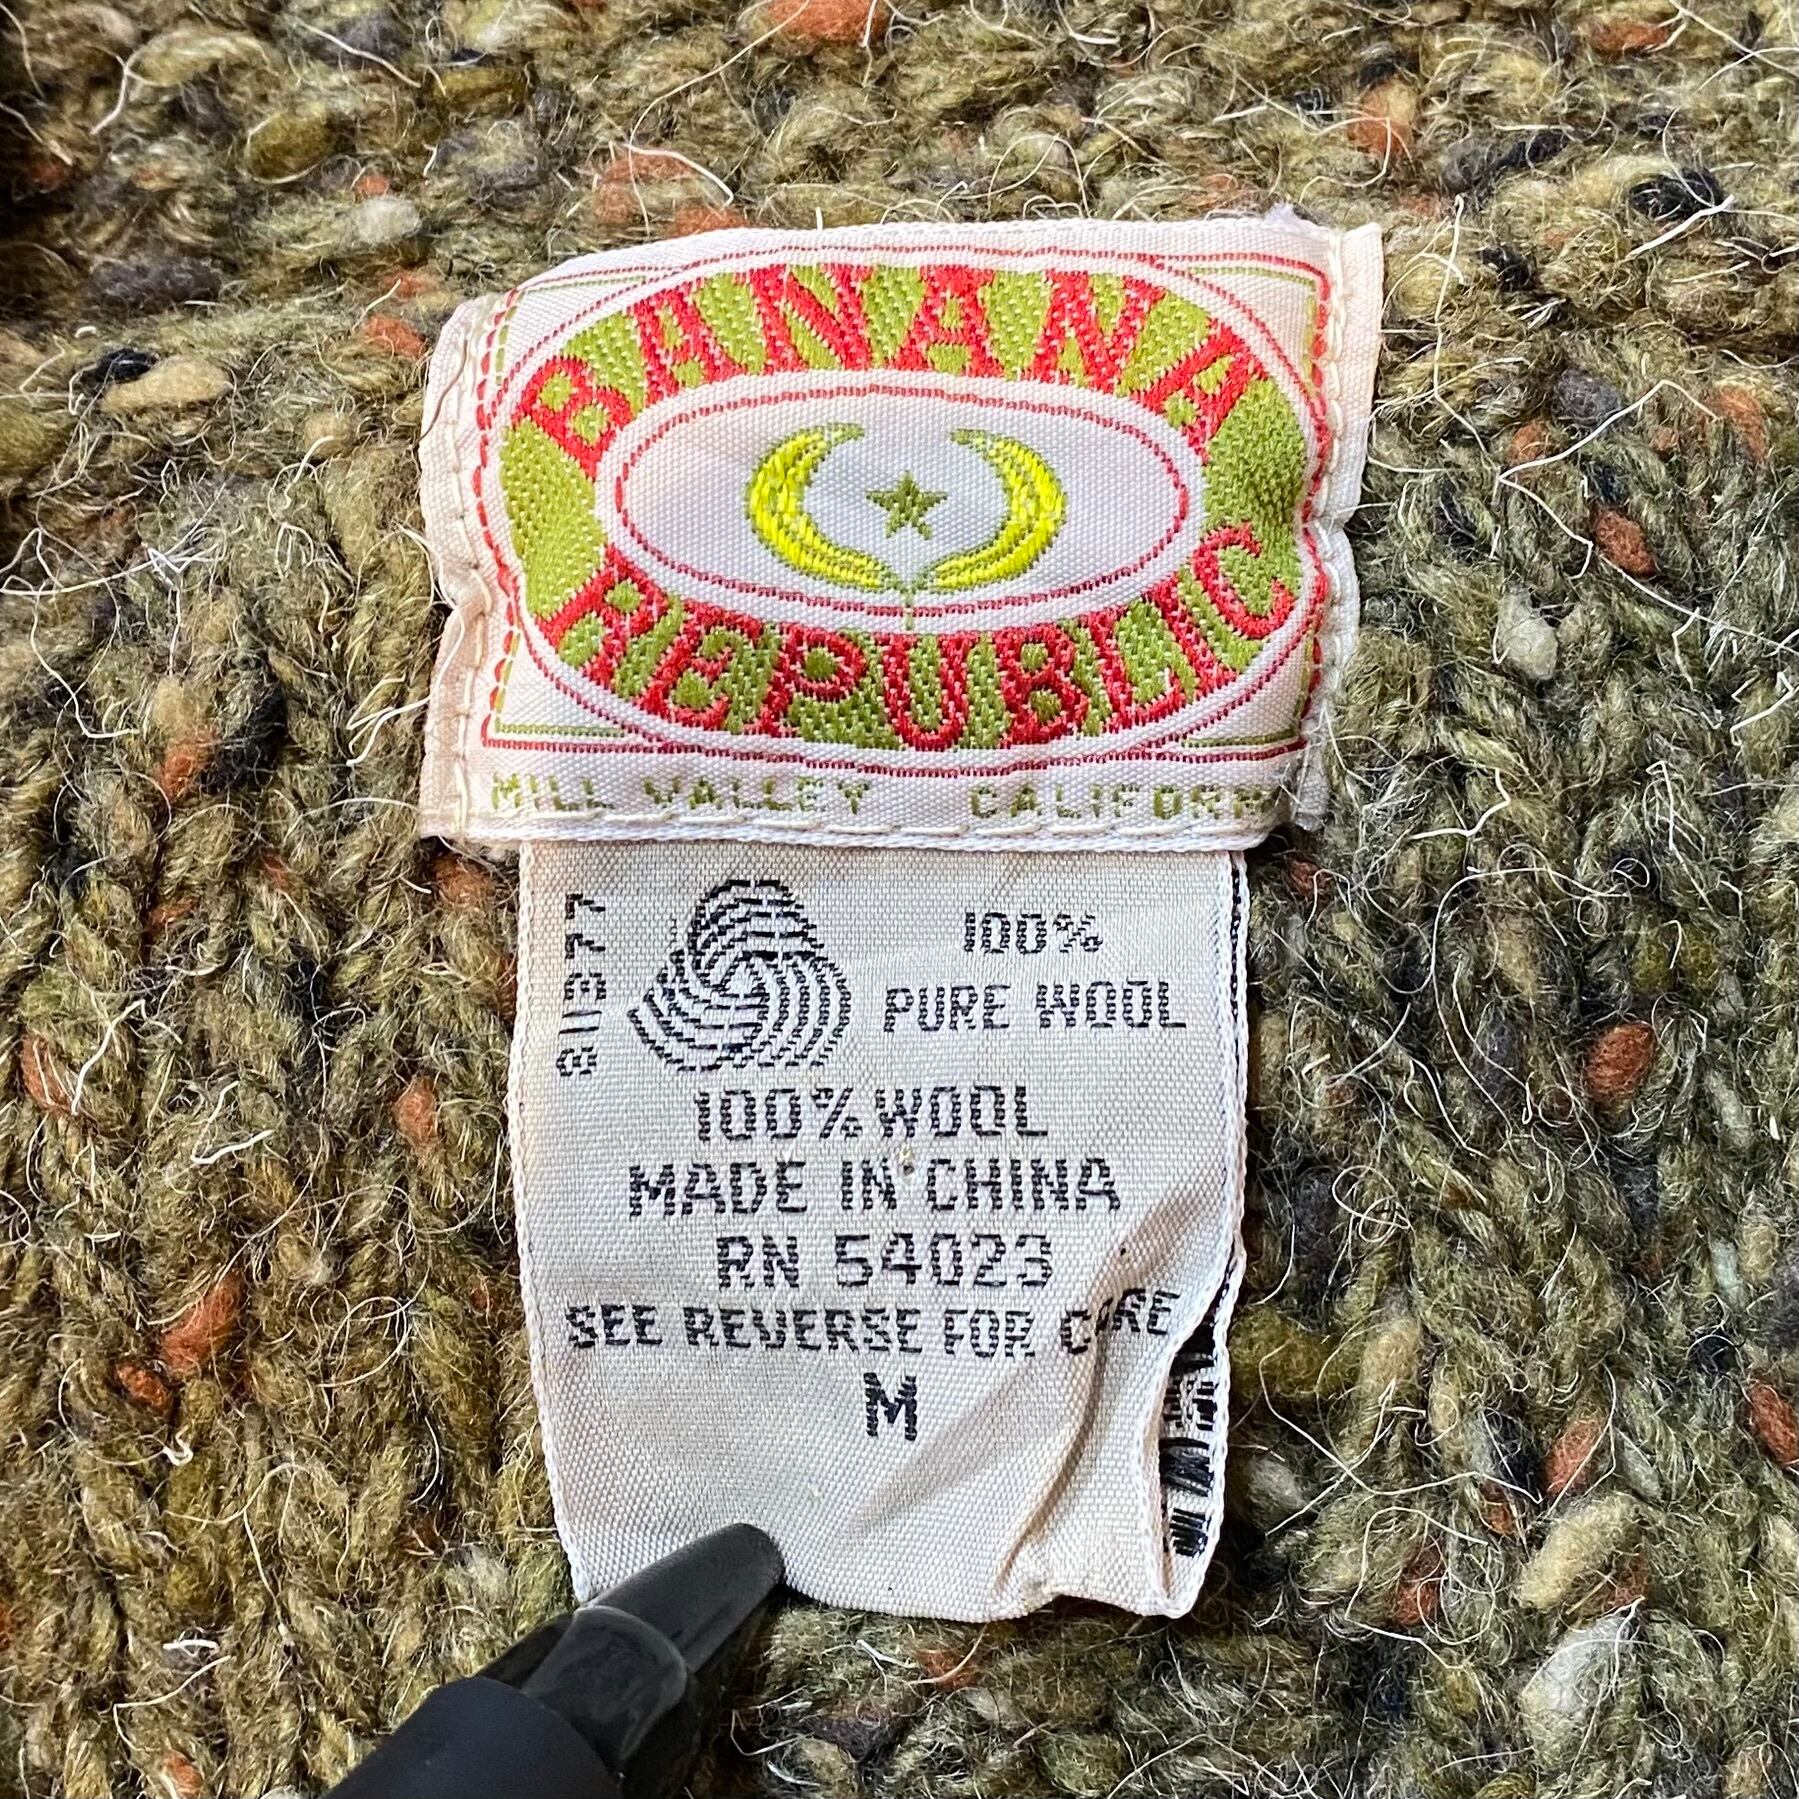 BANANA
REPUBLIC
MILL VALLEY CALIFORN
211377
100%
PURE WOOL
100% WOOL
MADE IN CHINA
RN 54023
SEE REVERSE FOR CARE
M